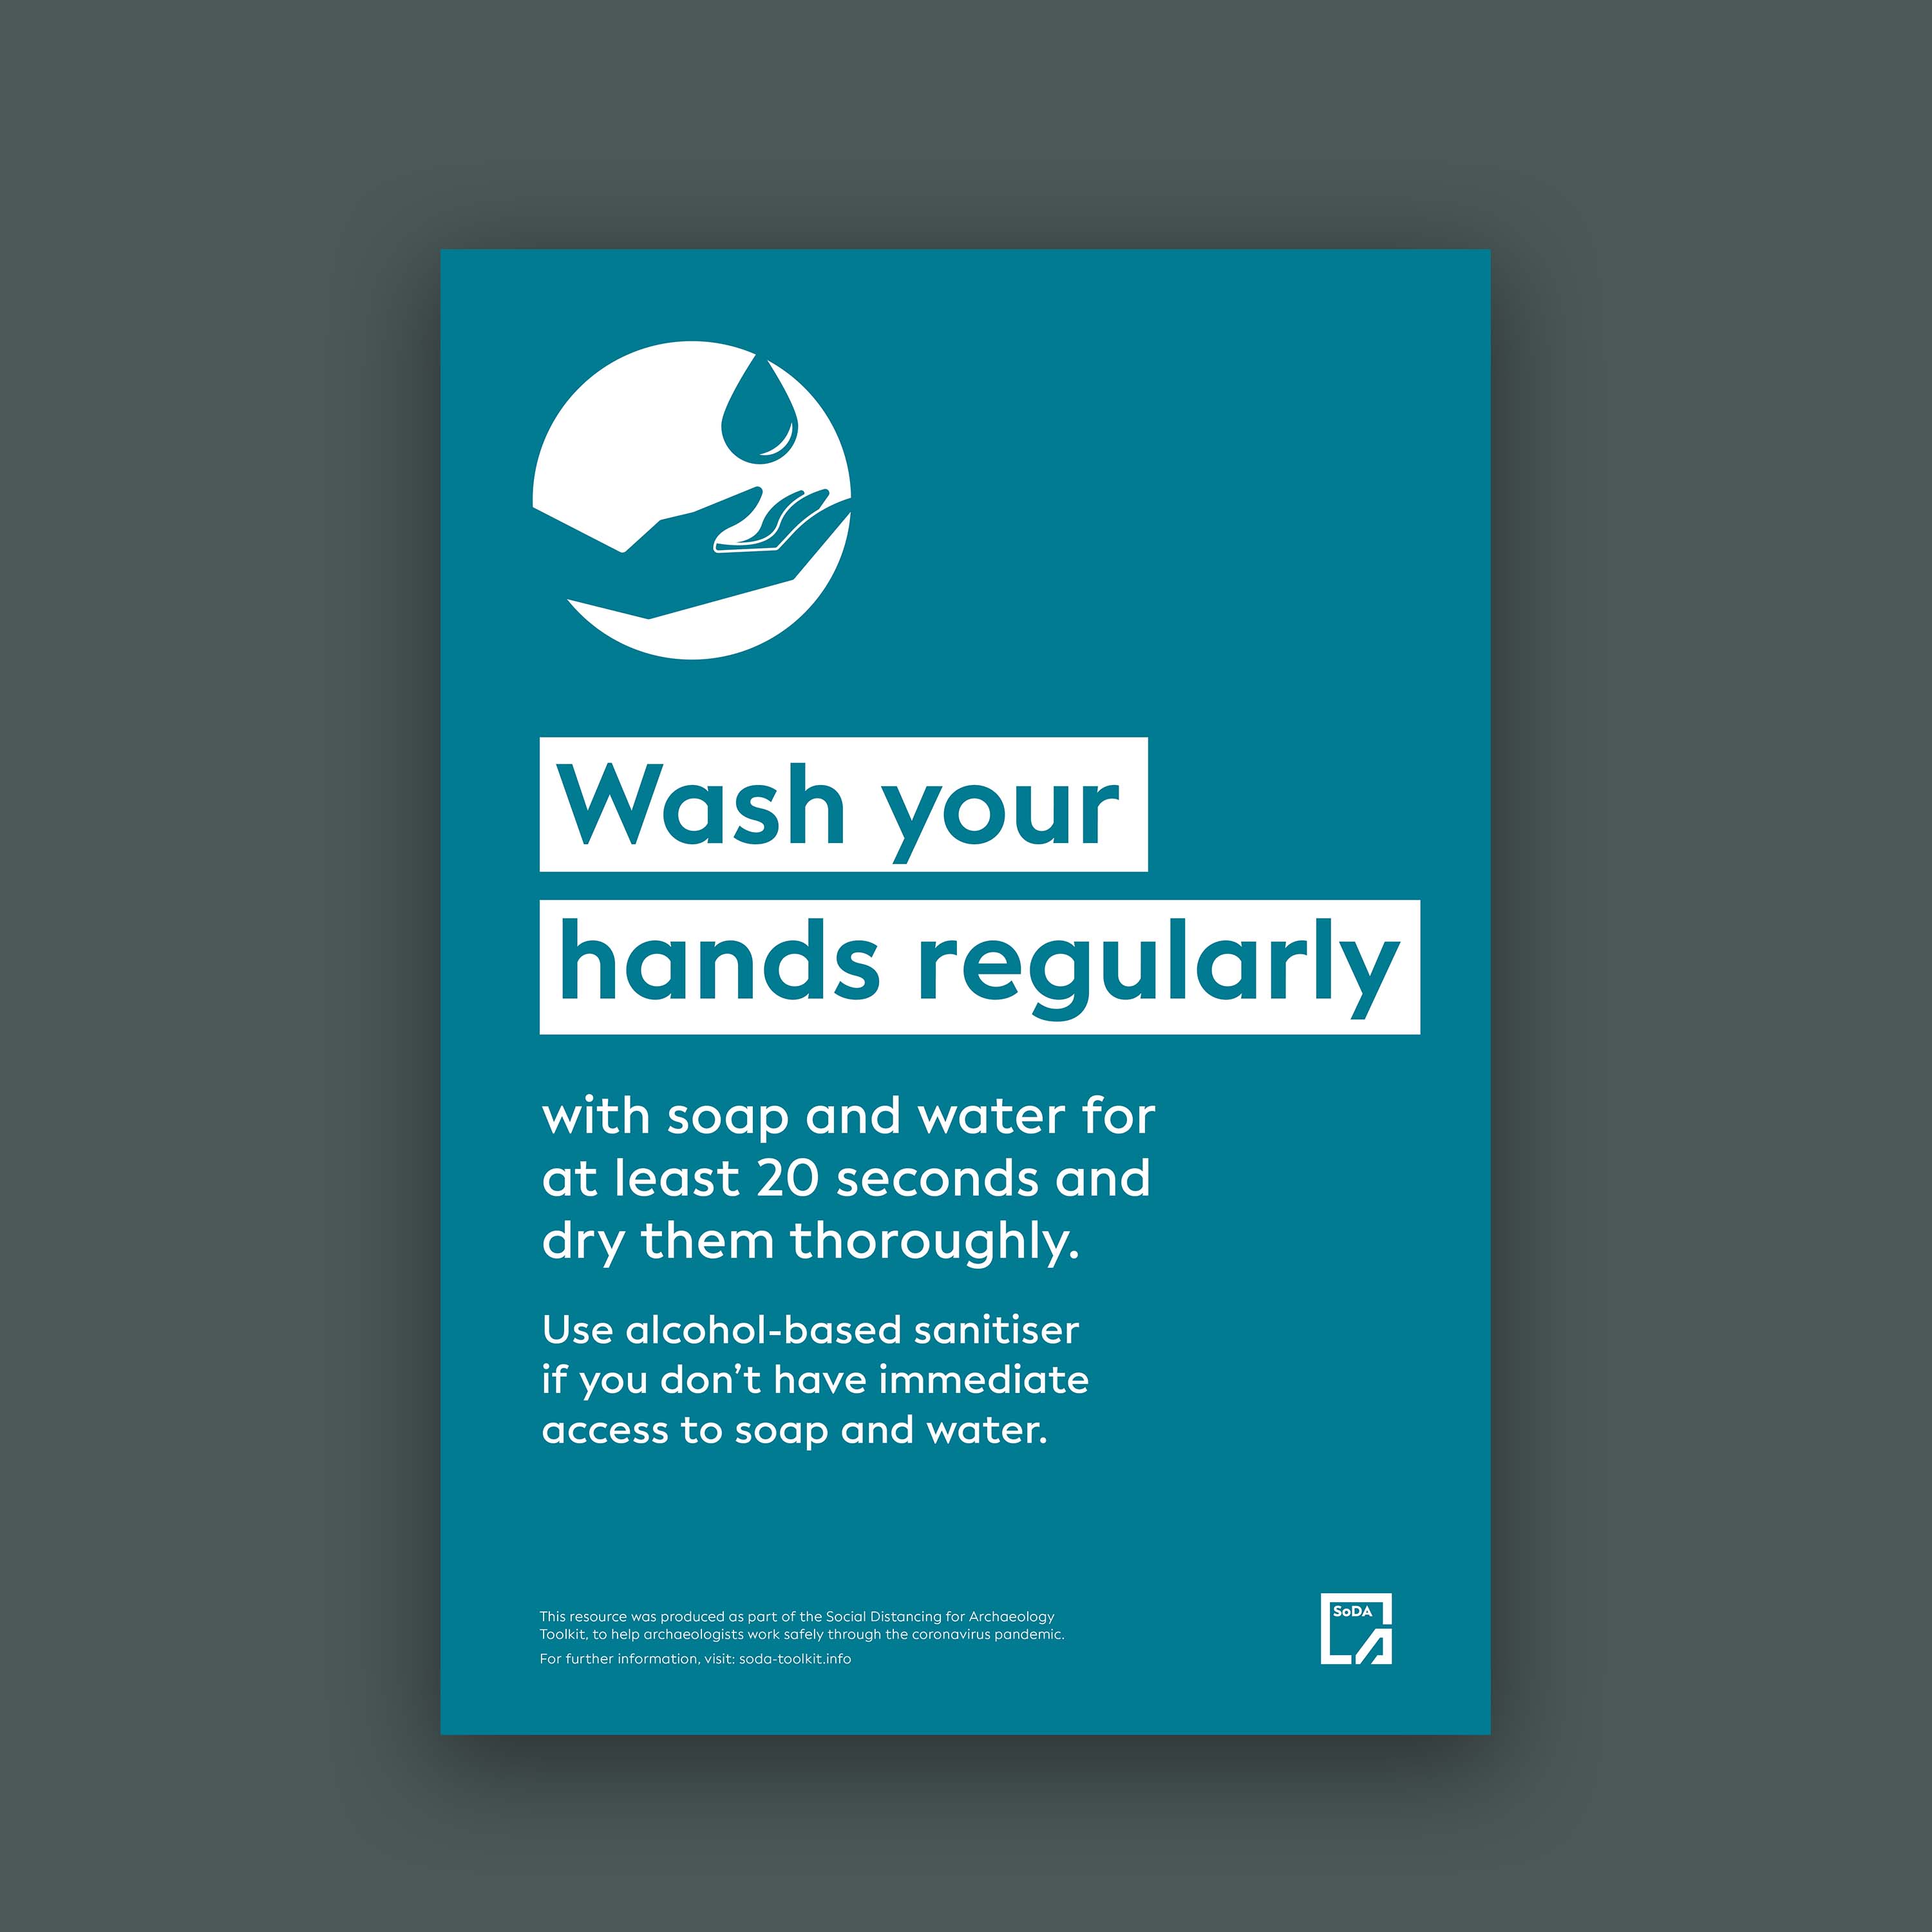 Wash your
hands regularly
with soap and water for
at least 20 seconds and
dry them thoroughly.
Use alcohol-based sanitiser
if you don’t have immediate
access to soap and water.
This resource was produced as part of the Social Distancing for Archaeology
Toolkit, to help archaeologists work safely through the coronavirus pandemic.
For further information, visit: soda-toolkit.info
SoDA